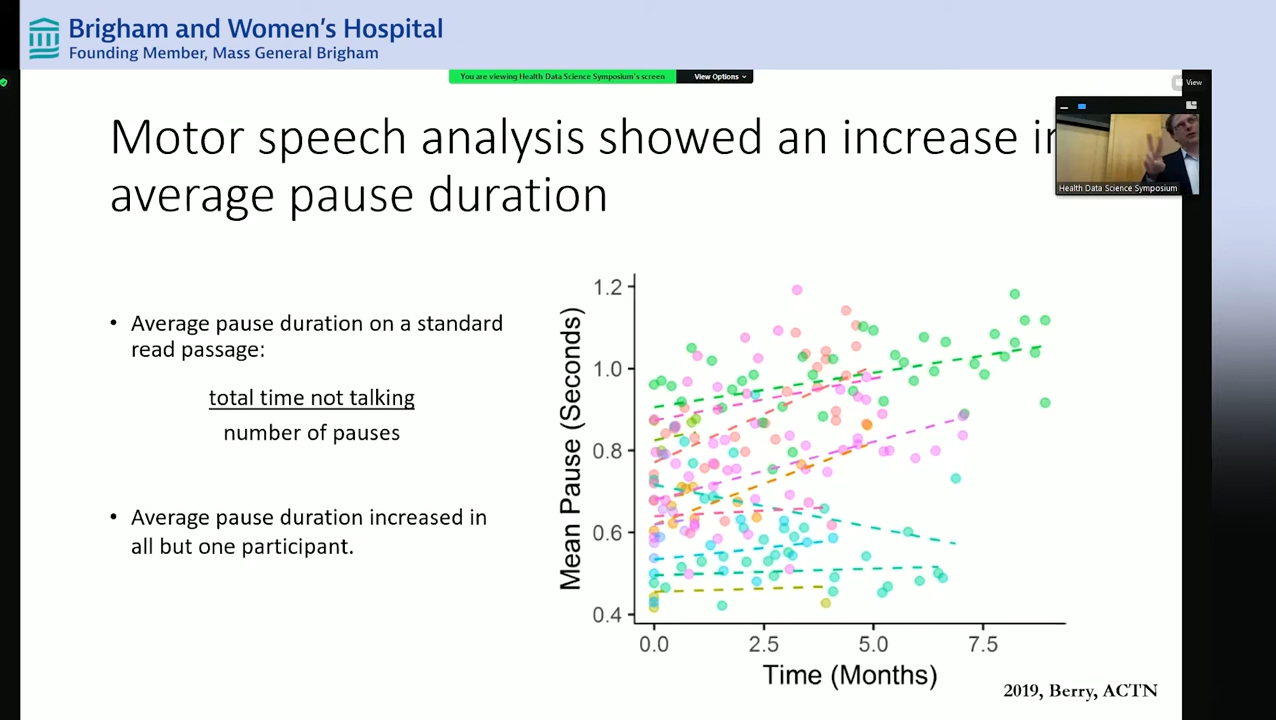 Brigham and Women's Hospital
Founding Member, Mass General Brigham
You are viewing Health Data Science Symposium's screen
View Options
View
Health Data Science Symposium
Motor speech analysis showed an increase in
average pause duration
• Average pause duration on a standard
read passage:
total time not talking
number of pauses
• Average pause duration increased in
all but one participant.
Mean Pause (Seconds)
1.2
1.0
0.8
0.6
0.4
0.0 2.5 5.0 7.5
Time (Months)
2019, Berry, ACTN